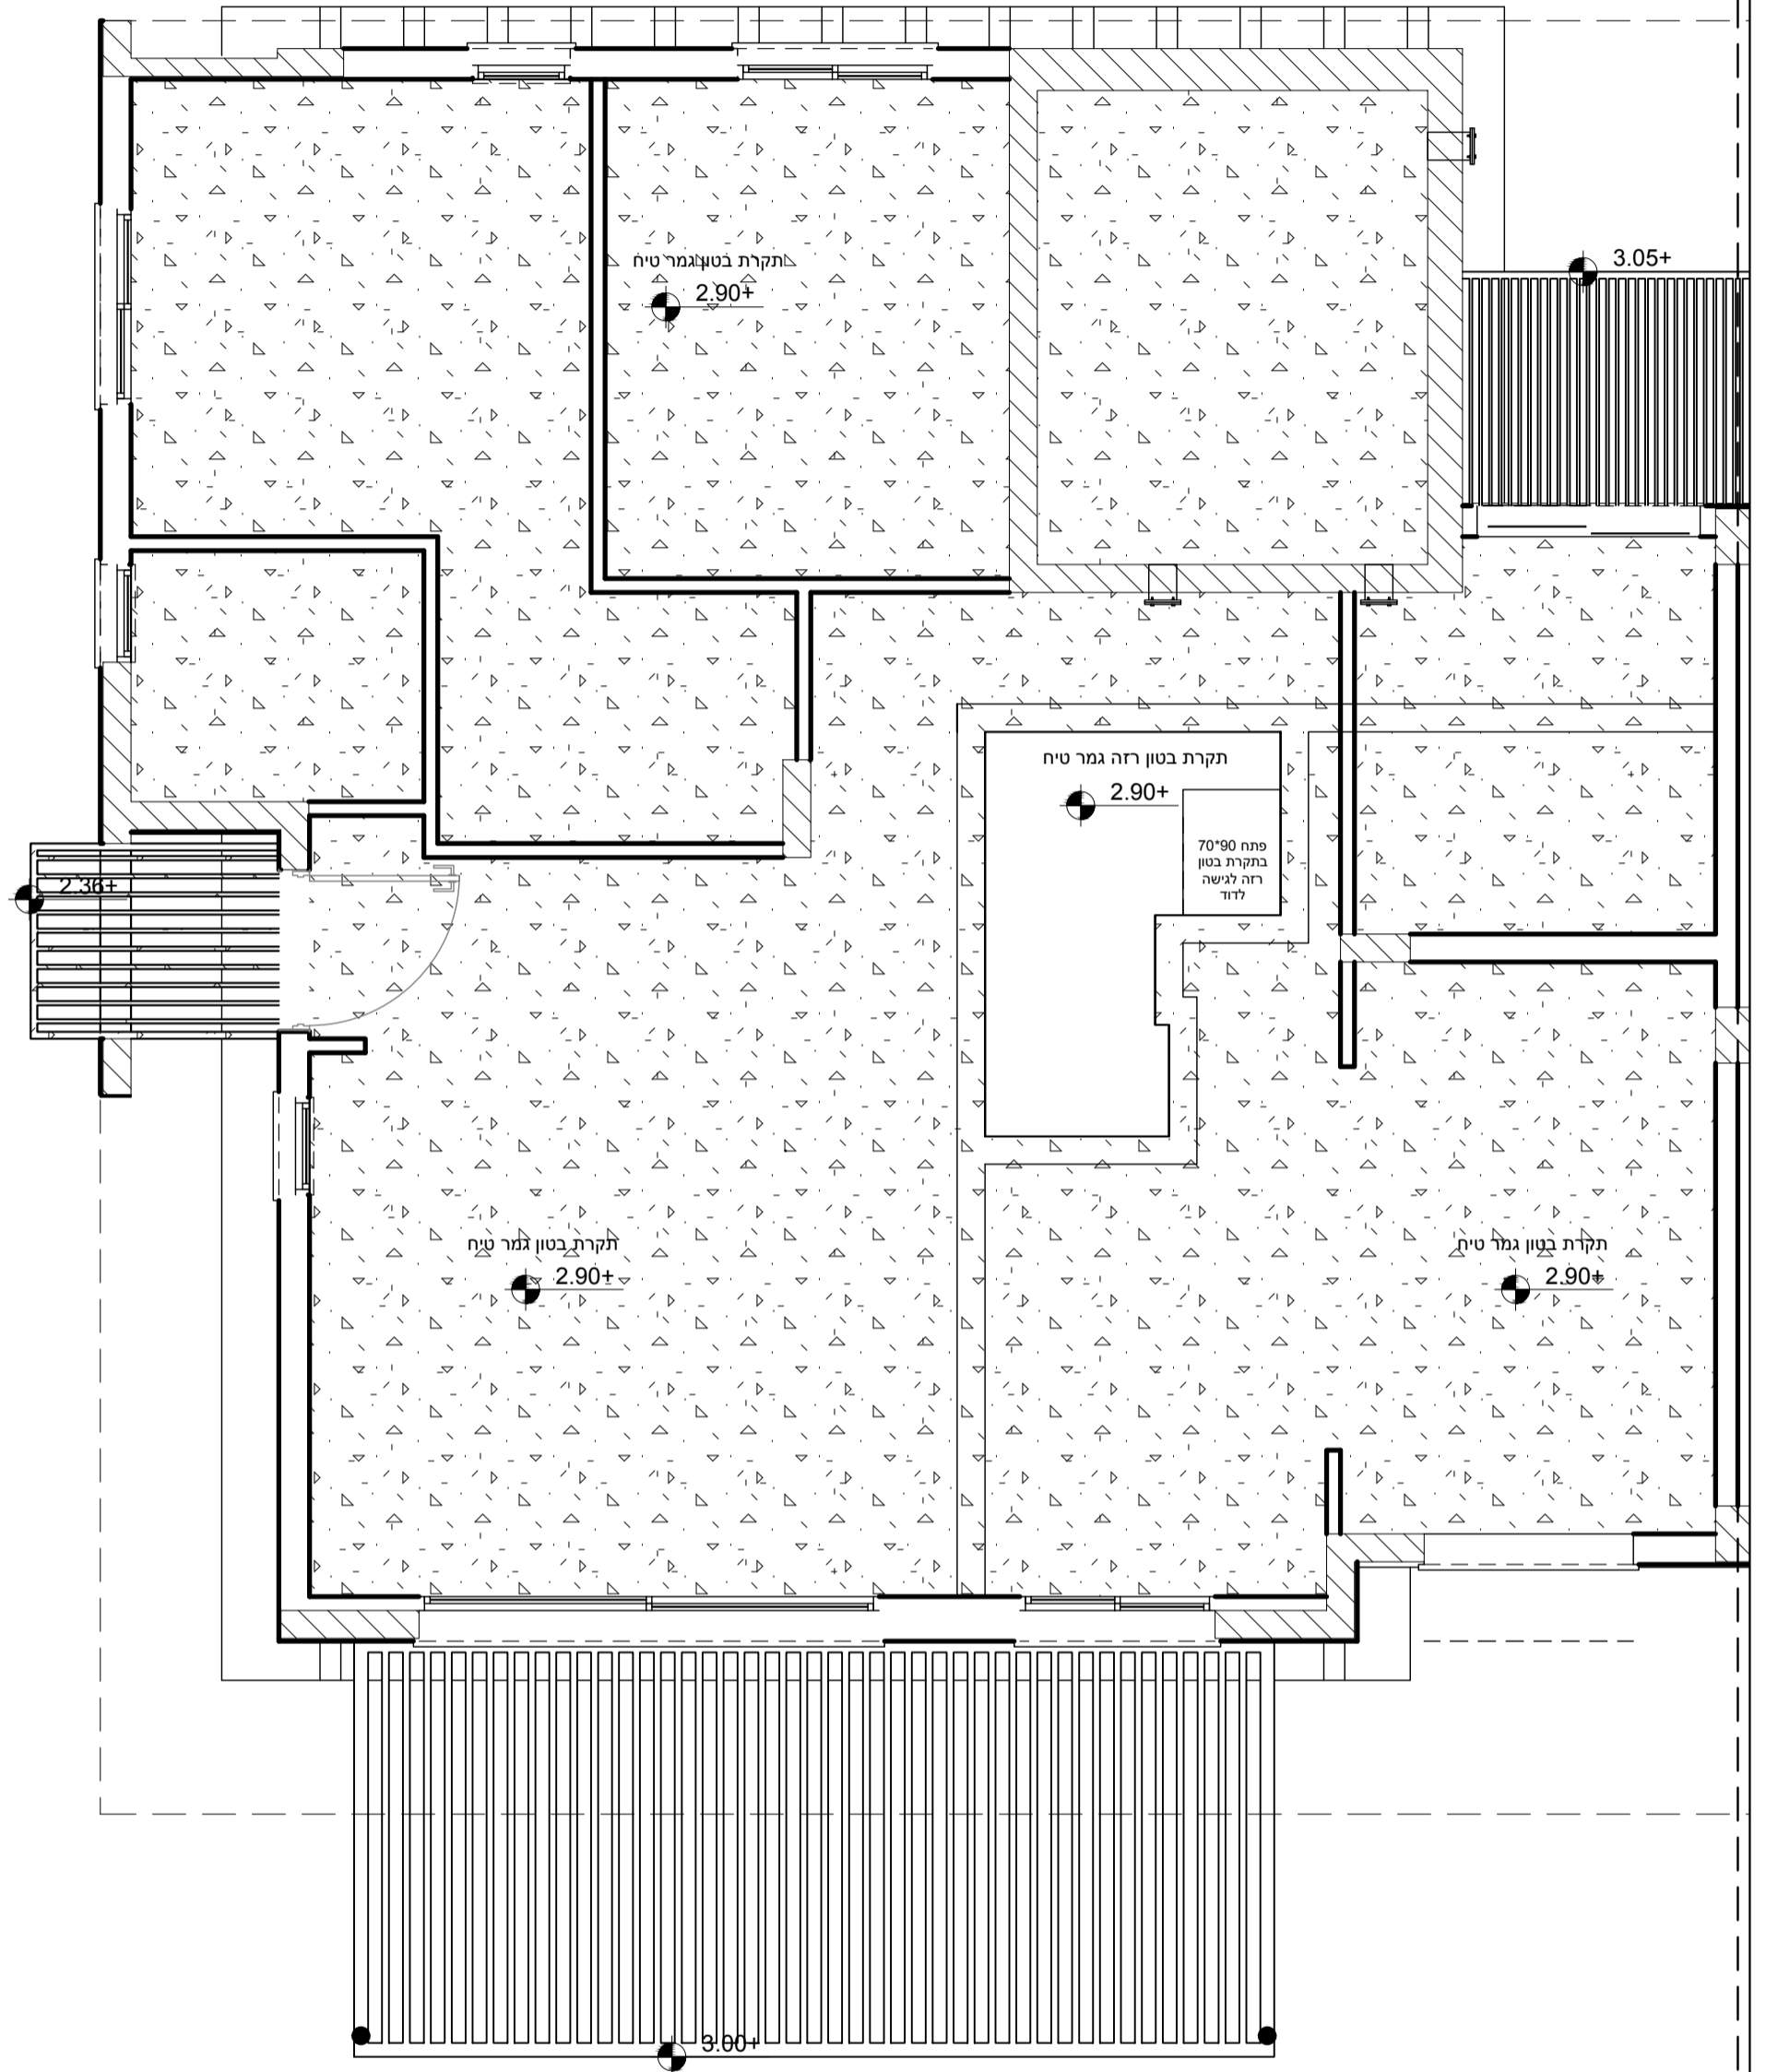 3.05+
תקרת בטון גמר טיח
2.90+
תקרת בטון רזה גמר טיח
2.90+
פתח 70*90
בתקרת בטון
רזה לגישה
לדוד
2.36+
תקרת בטון גמר טיח
2.90+
תקרת בטון גמר טיח
2.90+
3.00+